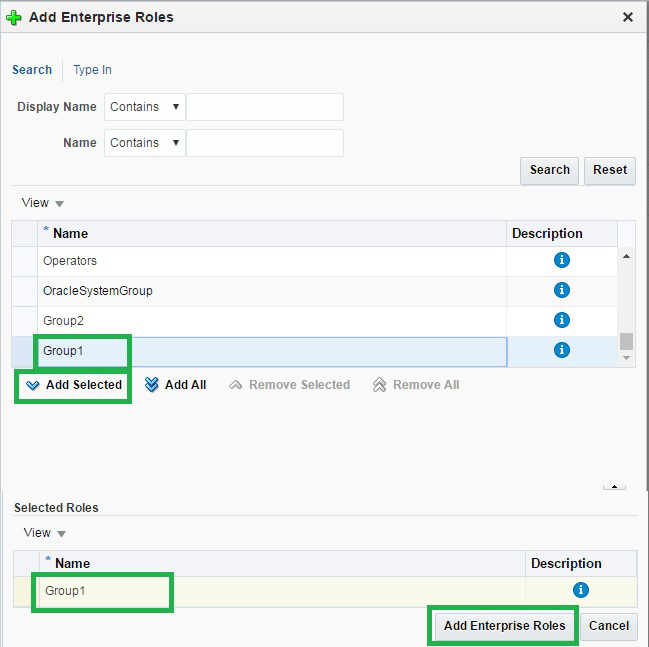 Add Enterprise Roles
Search Type In
Display Name Contains
Name Contains
Search Reset
View
* Name Description
Operators
OracleSystemGroup
Group2
Group1
Add Selected Add All Remove Selected Remove All
Selected Roles
View
* Name Description
Group1
Add Enterprise Roles Cancel